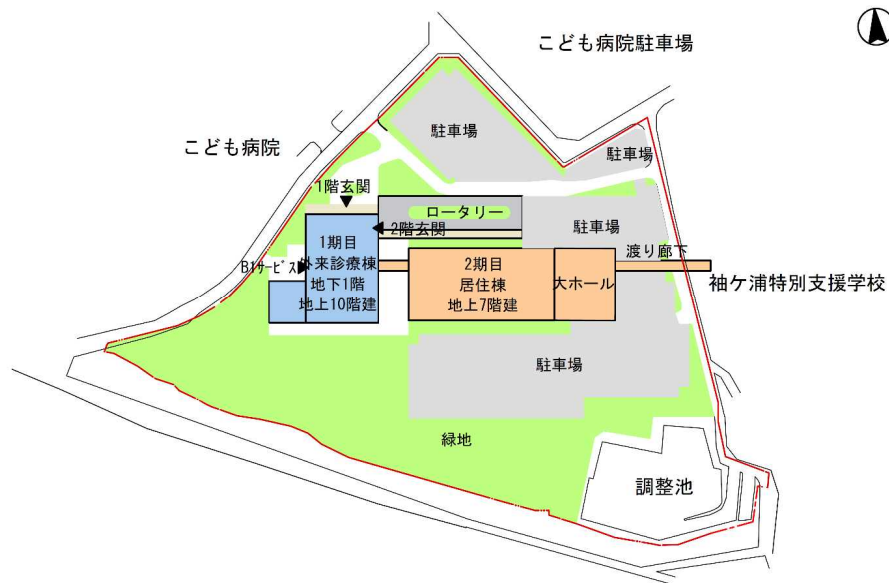 こども病院駐車場
駐車場
こども病院
駐車場
1階玄関
ロータリー
駐車場
2階玄関
1期目
外来診療棟
地下1階
地上10階建
B1サービス
2期目
居住棟
地上7階建
大ホール
渡り廊下
袖ケ浦特別支援学校
駐車場
緑地
調整池